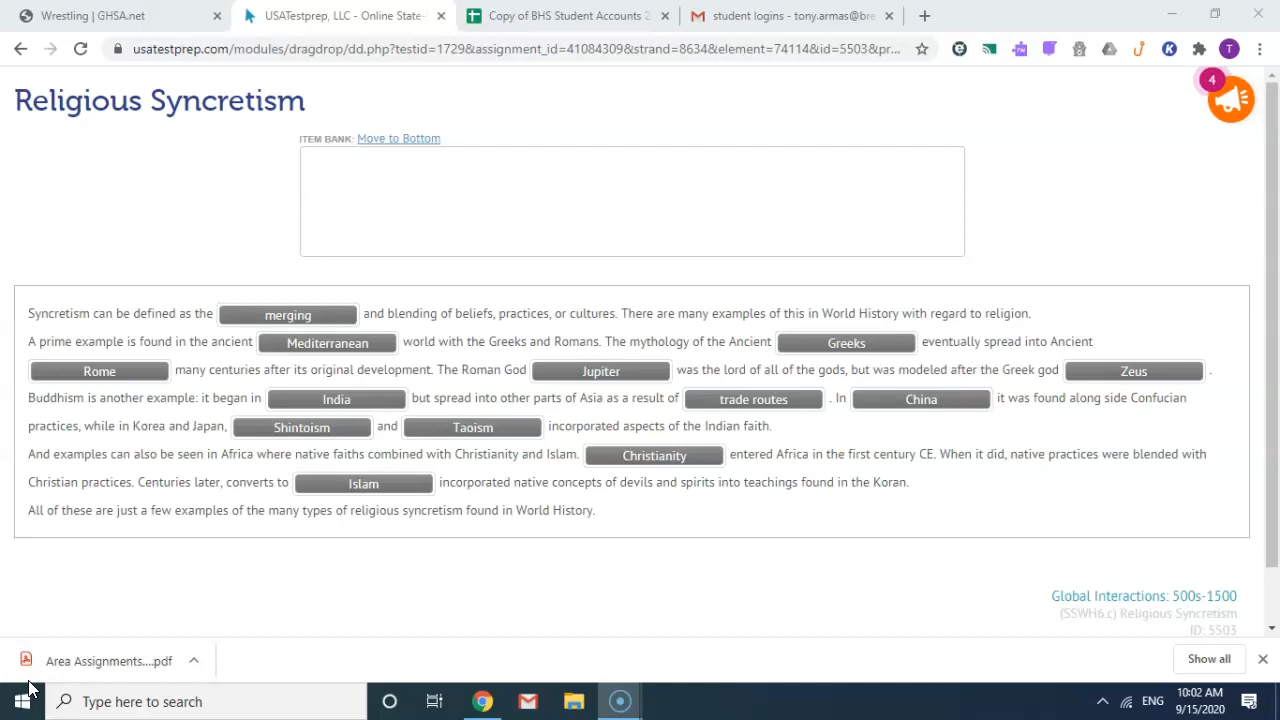 Wrestling | GHSA.net
USATestprep, LLC - Online State-
Copy of BHS Student Accounts 2
student logins - tony.armas@bre
usatestprep.com/modules/dragdrop/dd.php?testid=1729&assignment_id=41084309&strand=8634&element=74114&id=5503&pr...
T
4
Religious Syncretism
ITEM BANK: Move to Bottom
Syncretism can be defined as the merging and blending of beliefs, practices, or cultures. There are many examples of this in World History with regard to religion.
A prime example is found in the ancient Mediterranean world with the Greeks and Romans. The mythology of the Ancient Greeks eventually spread into Ancient
Rome many centuries after its original development. The Roman God Jupiter was the lord of all of the gods, but was modeled after the Greek god Zeus .
Buddhism is another example: it began in India but spread into other parts of Asia as a result of trade routes . In China it was found along side Confucian
practices, while in Korea and Japan, Shintoism and Taoism incorporated aspects of the Indian faith.
And examples can also be seen in Africa where native faiths combined with Christianity and Islam. Christianity entered Africa in the first century CE. When it did, native practices were blended with
Christian practices. Centuries later, converts to Islam incorporated native concepts of devils and spirits into teachings found in the Koran.
All of these are just a few examples of the many types of religious syncretism found in World History.
Global Interactions: 500s-1500
(SSWH6.c) Religious Syncretism
ID: 5503
Area Assignments....pdf
Show all
Type here to search
ENG
10:02 AM
9/15/2020